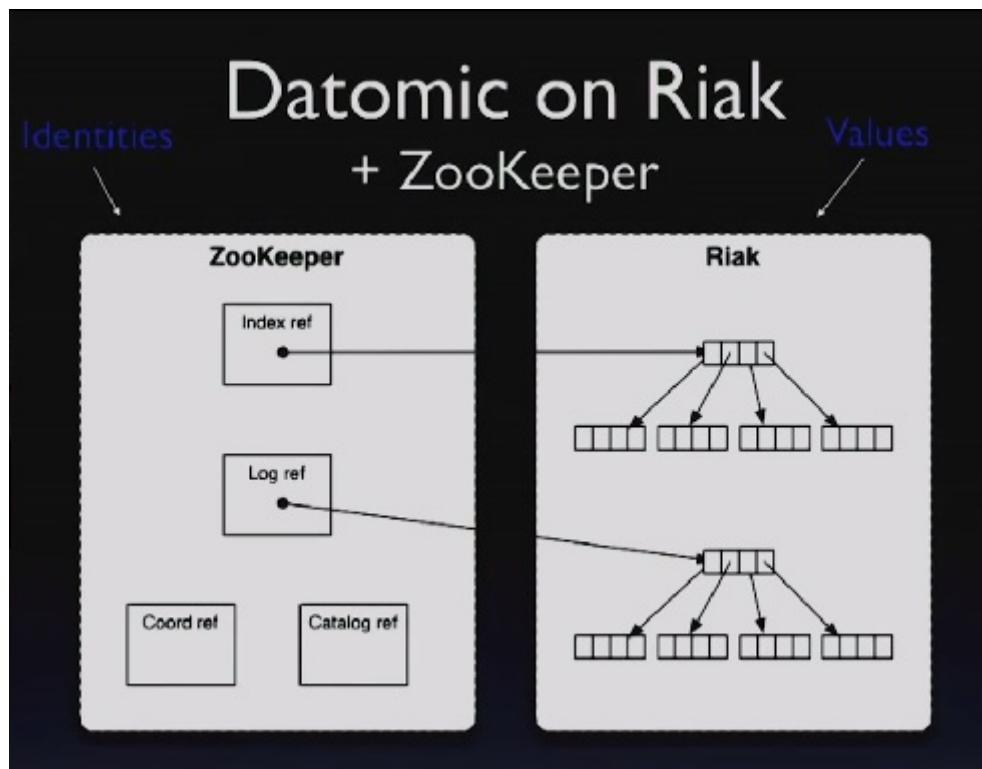 Datomic on Riak
Identities
Values
+ ZooKeeper
ZooKeeper
Riak
Index ref
Log ref
Coord ref
Catalog ref